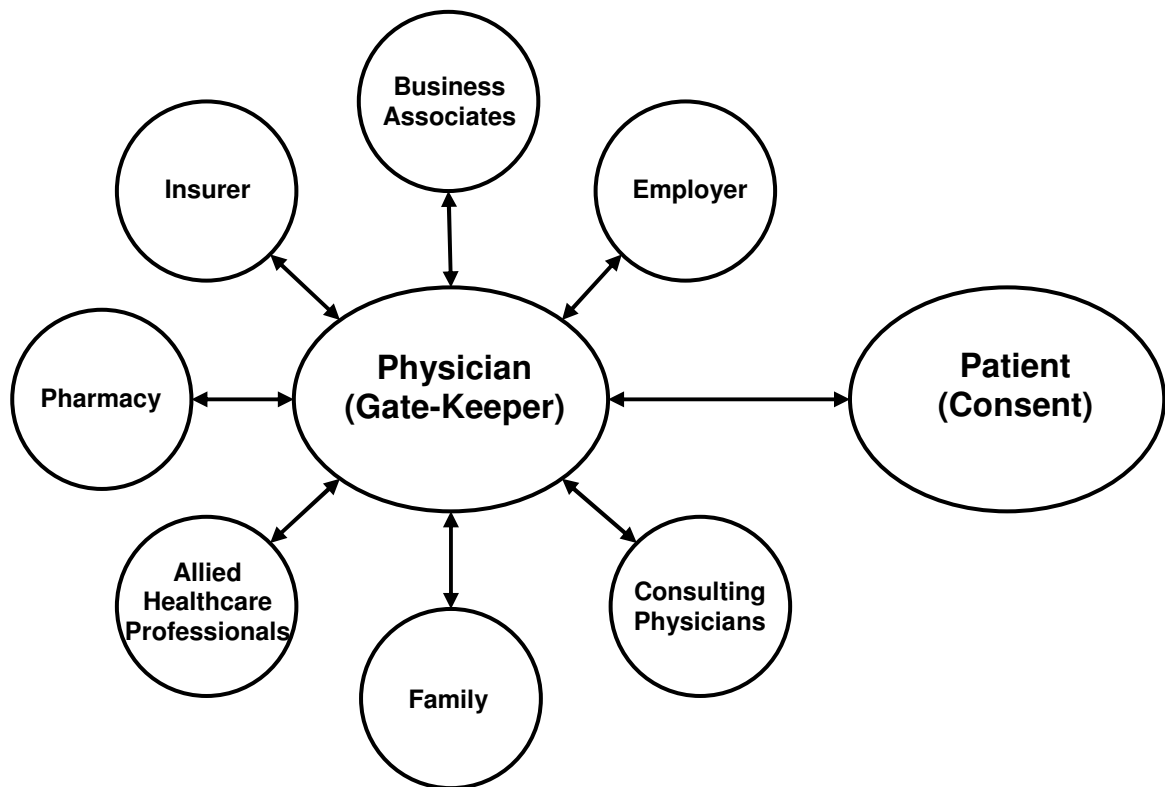 Business
Associates
Insurer
Employer
Physician
(Gate-Keeper)
Patient
(Consent)
Pharmacy
Allied
Healthcare
Professionals
Consulting
Physicians
Family